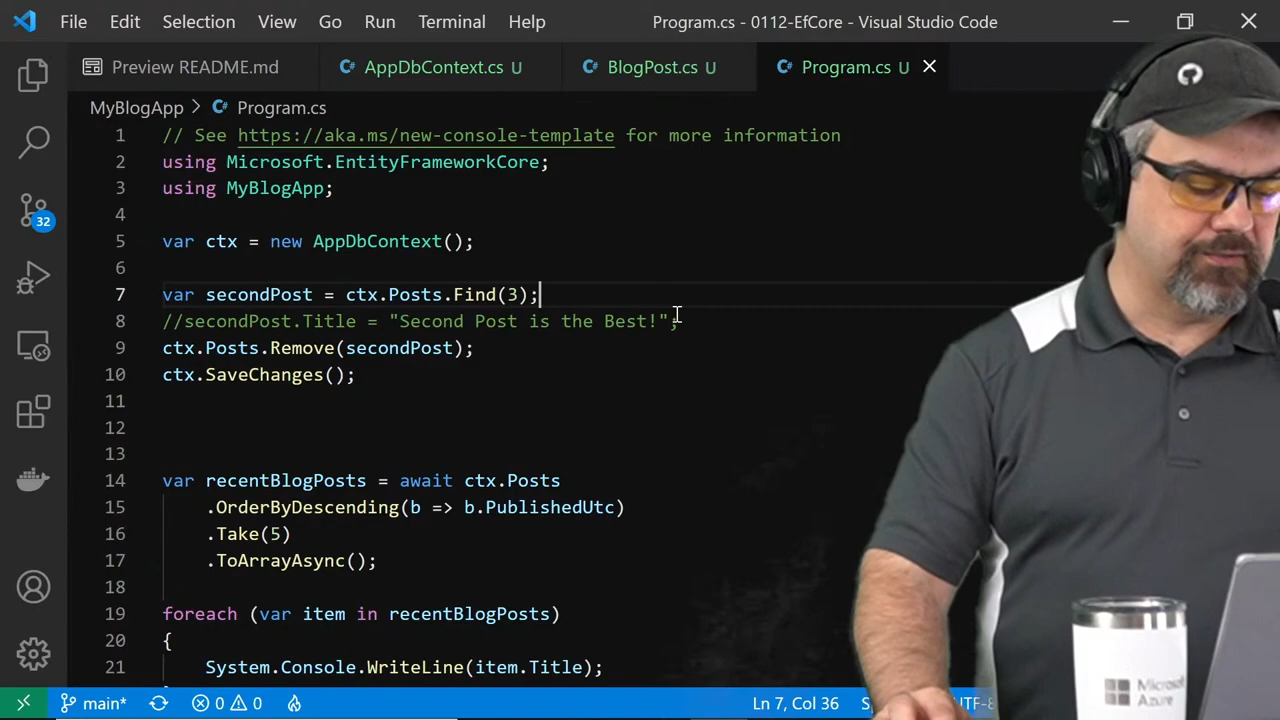 File Edit Selection View Go Run Terminal Help Program.cs - 0112-EfCore - Visual Studio Code
Preview README.md AppDbContext.cs U BlogPost.cs U Program.cs U
MyBlogApp > Program.cs
1 // See https://aka.ms/new-console-template for more information
2 using Microsoft.EntityFrameworkCore;
3 using MyBlogApp;
4
5 var ctx = new AppDbContext();
6
7 var secondPost = ctx.Posts.Find(3);
8 //secondPost.Title = "Second Post is the Best!";
9 ctx.Posts.Remove(secondPost);
10 ctx.SaveChanges();
11
12
13
14 var recentBlogPosts = await ctx.Posts
15 .OrderByDescending(b => b.PublishedUtc)
16 .Take(5)
17 .ToArrayAsync();
18
19 foreach (var item in recentBlogPosts)
20 {
21 System.Console.WriteLine(item.Title);
32
main* 0 0 Ln 7, Col 36 UTF-8
Microsoft
Azure